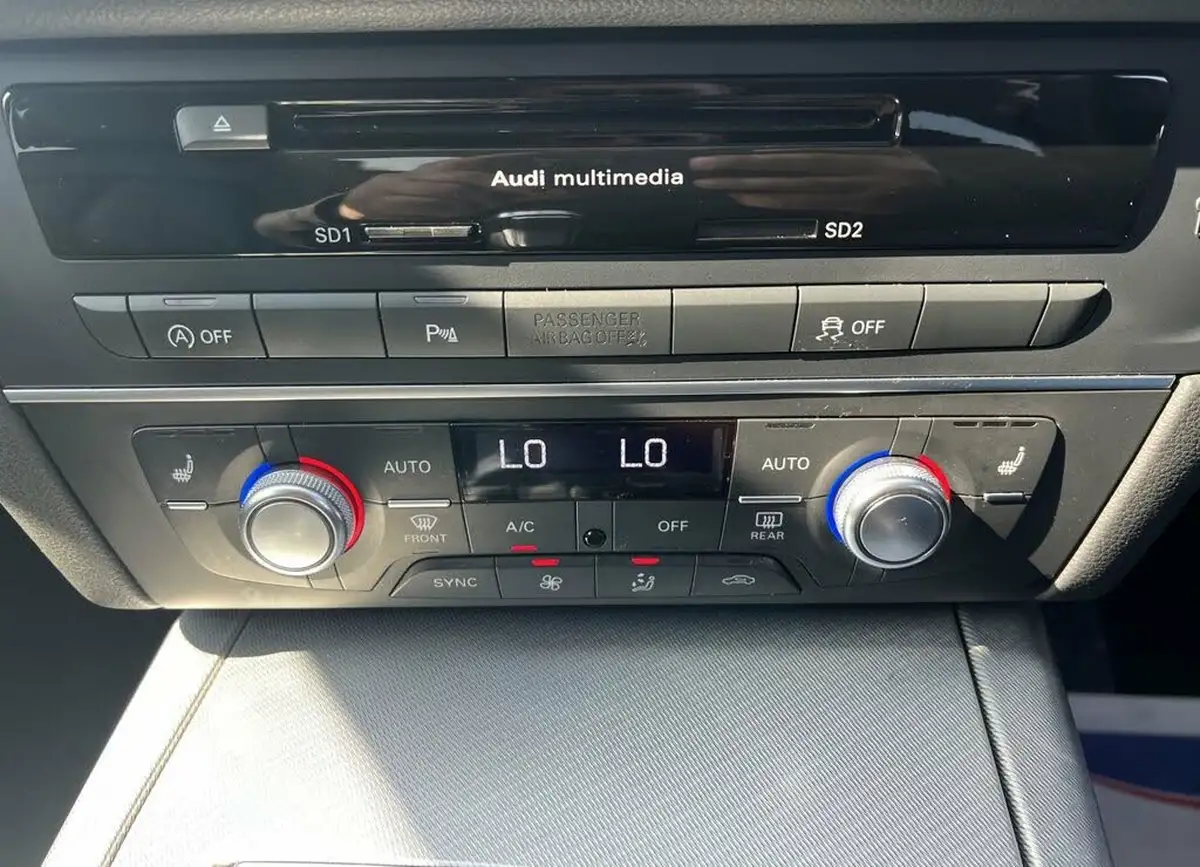 Audi multimedia
SD1
SD2
A OFF
P
PASSENGER
AIRBAG OFF
OFF
LO LO
AUTO
AUTO
FRONT
A/C
OFF
REAR
SYNC